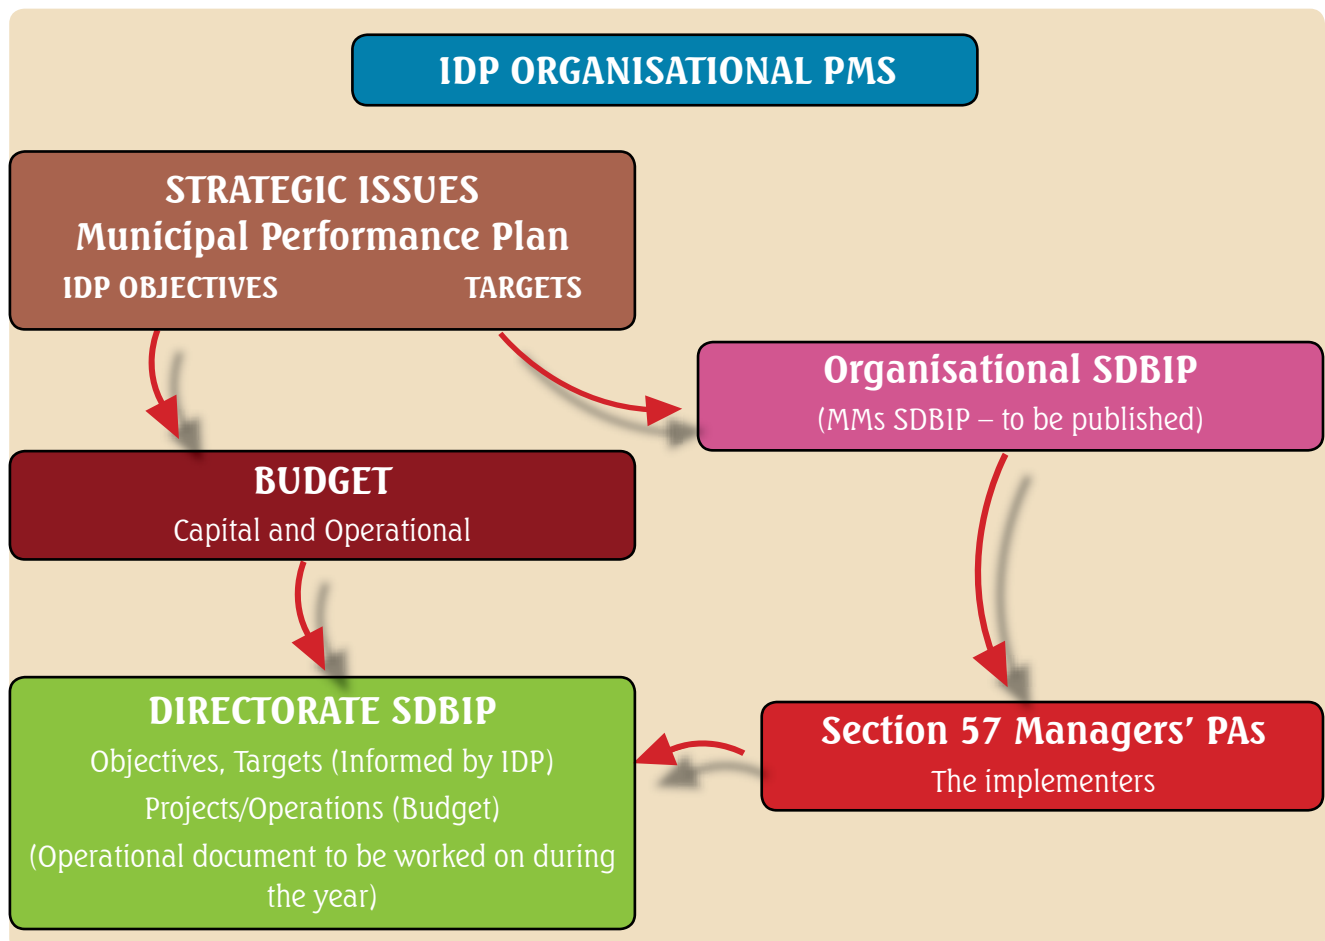 IDP ORGANISATIONAL PMS
STRATEGIC ISSUES
Municipal Performance Plan
IDP OBJECTIVES TARGETS
Organisational SDBIP
(MMs SDBIP – to be published)
BUDGET
Capital and Operational
DIRECTORATE SDBIP
Objectives, Targets (Informed by IDP)
Projects/Operations (Budget)
(Operational document to be worked on during
the year)
Section 57 Managers’ PAs
The implementers